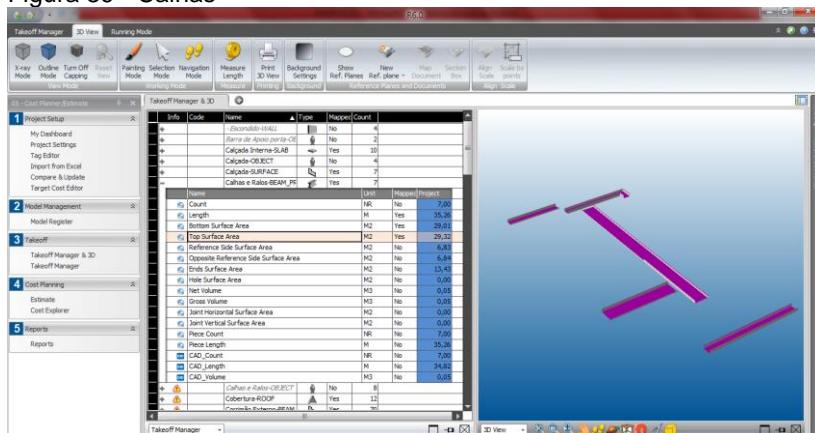 Figura 39 - Calhas
R6.0
Takeoff Manager 3D View Running Mode
X-ray Mode Outline Mode Turn Off Capping Reset View Painting Mode Selection Mode Navigation Mode Measure Length Print 3D View Background Settings Show Ref. Planes New Ref. plane Map Document Section Box Align Scale Scale to points
View Mode Working Mode Measure Printing Background Reference Planes and Documents Align Scale
03 - Cost Planner/Estimate
Takeoff Manager & 3D
1 Project Setup
My Dashboard
Project Settings
Tag Editor
Import from Excel
Compare & Update
Target Cost Editor
2 Model Management
Model Register
3 Takeoff
Takeoff Manager & 3D
Takeoff Manager
4 Cost Planning
Estimate
Cost Explorer
5 Reports
Reports
Info Code Name Type Mapped Count
- Escondido-WALL No 4
Barra de Apoio porta-OB No 2
Calçada Interna-SLAB Yes 10
Calçada-OBJECT No 4
Calçada-SURFACE Yes 7
Calhas e Ralos-BEAM_PF Yes 7
Name Unit Mapped Project
Count NR No 7,00
Length M Yes 35,26
Bottom Surface Area M2 Yes 29,01
Top Surface Area M2 Yes 29,32
Reference Side Surface Area M2 No 6,83
Opposite Reference Side Surface Area M2 No 6,84
Ends Surface Area M2 No 13,43
Hole Surface Area M2 No 0,00
Net Volume M3 No 0,05
Gross Volume M3 No 0,05
Joint Horizontal Surface Area M2 No 0,00
Joint Vertical Surface Area M2 No 0,00
Piece Count NR No 7,00
Piece Length M No 35,26
CAD_Count NR No 7,00
CAD_Length M No 34,82
CAD_Volume M3 No 0,05
Calhas e Ralos-OBJECT No 8
Cobertura-ROOF Yes 12
Corrimão Externo-BEAM Yes 70
Takeoff Manager
3D View